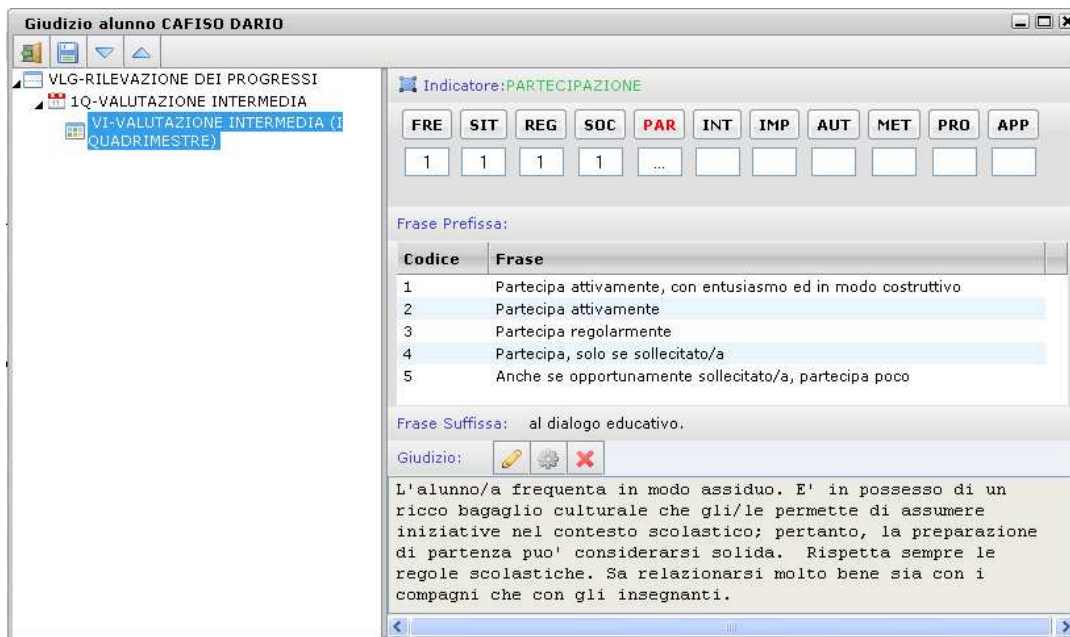 Giudizio alunno CAFISO DARIO
VLG-RILEVAZIONE DEI PROGRESSI
1Q-VALUTAZIONE INTERMEDIA
VI-VALUTAZIONE INTERMEDIA (I
QUADRIMESTRE)
Indicatore:PARTECIPAZIONE
FRE SIT REG SOC PAR INT IMP AUT MET PRO APP
1 1 1 1 ...
Frase Prefissa:
Codice Frase
1 Partecipa attivamente, con entusiasmo ed in modo costruttivo
2 Partecipa attivamente
3 Partecipa regolarmente
4 Partecipa, solo se sollecitato/a
5 Anche se opportunamente sollecitato/a, partecipa poco
Frase Suffissa: al dialogo educativo.
Giudizio:
L'alunno/a frequenta in modo assiduo. E' in possesso di un
ricco bagaglio culturale che gli/le permette di assumere
iniziative nel contesto scolastico; pertanto, la preparazione
di partenza puo' considerarsi solida.  Rispetta sempre le
regole scolastiche. Sa relazionarsi molto bene sia con i
compagni che con gli insegnanti.